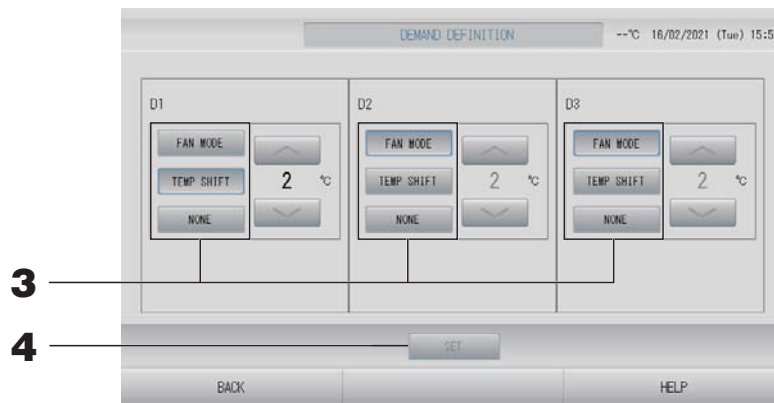 DEMAND DEFINITION --℃ 16/02/2021 (Tue) 15:5
D1 D2 D3
FAN MODE FAN MODE FAN MODE
TEMP SHIFT 2 ℃ TEMP SHIFT 2 ℃ TEMP SHIFT 2 ℃
NONE NONE NONE
3
4 SET
BACK HELP